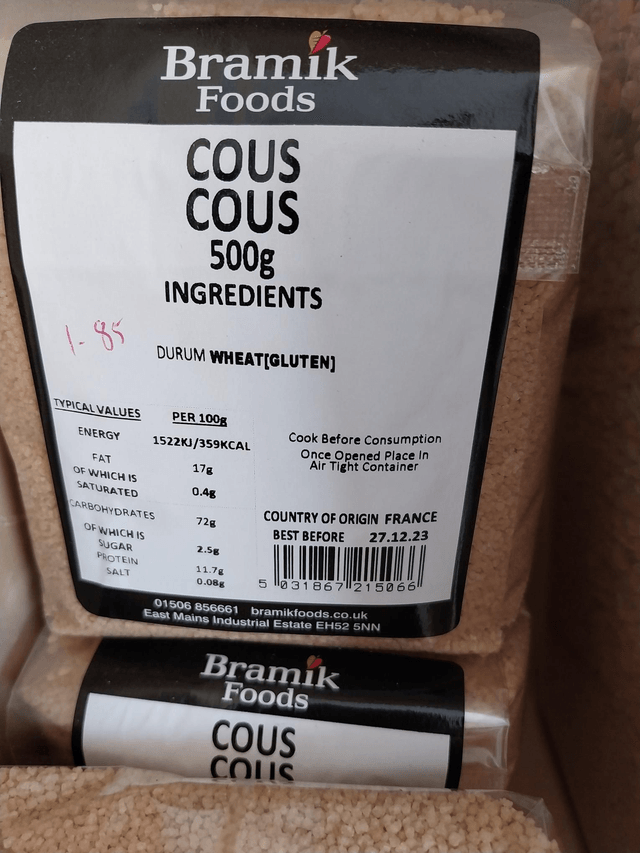 Bramik
Foods
COUS
COUS
500g
INGREDIENTS
1-85
DURUM WHEAT[GLUTEN]
TYPICAL VALUES PER 100g
ENERGY 1522KJ/359KCAL
FAT 17g
OF WHICH IS
SATURATED 0.4g
CARBOHYDRATES 72g
OF WHICH IS
SUGAR 2.5g
PROTEIN 11.7g
SALT 0.08g
Cook Before Consumption
Once Opened Place In
Air Tight Container
COUNTRY OF ORIGIN FRANCE
BEST BEFORE 27.12.23
5 031867 215066
01506 856661 bramikfoods.co.uk
East Mains Industrial Estate EH52 5NN
Bramik
Foods
COUS
COUS